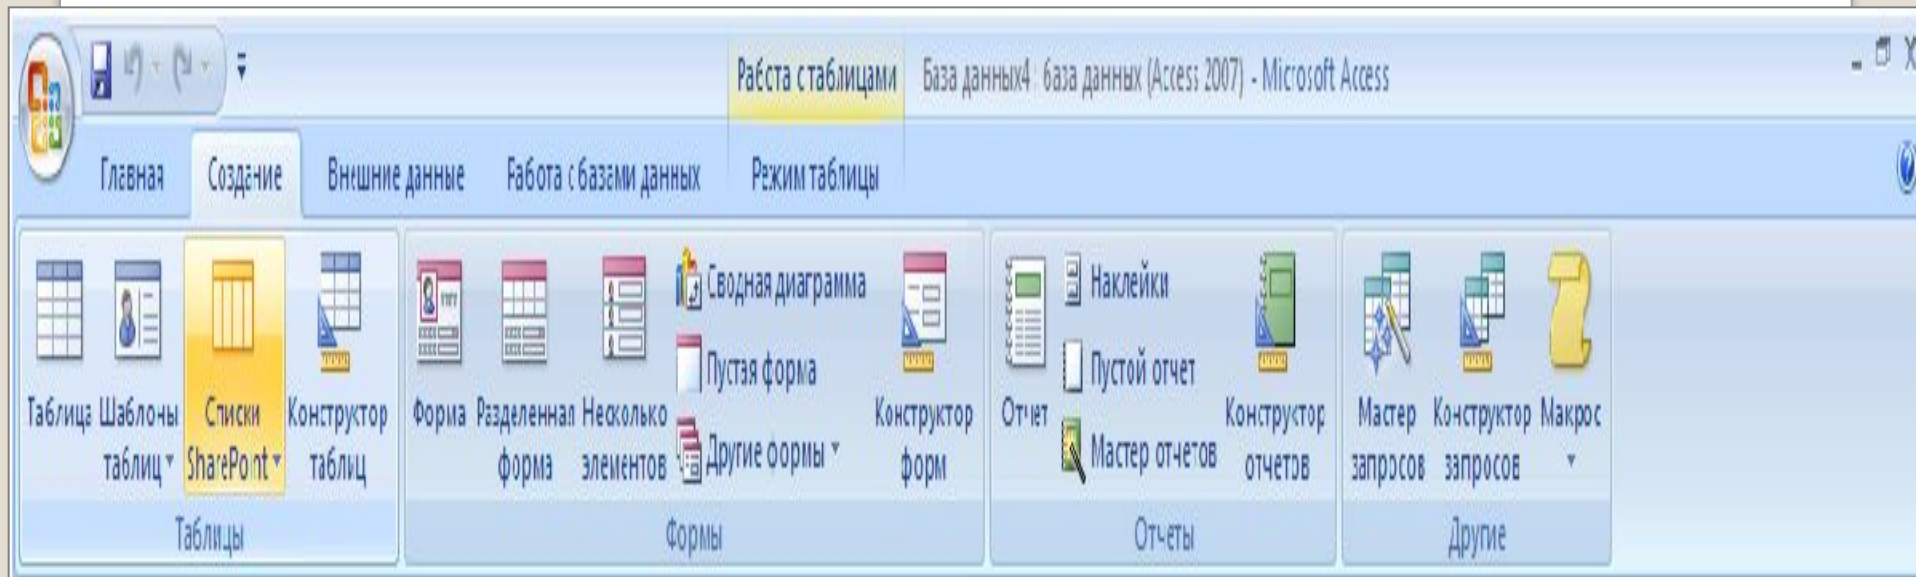 Работа с таблицами База данных4 : база данных (Access 2007) - Microsoft Access
Главная Создание Внешние данные Работа с базами данных Режим таблицы
Таблица
Шаблоны
таблиц
Списки
SharePoint
Конструктор
таблиц
Таблицы
Форма
Разделенная
форма
Несколько
элементов
Сводная диаграмма
Пустая форма
Другие формы
Конструктор
форм
Формы
Отчет
Наклейки
Пустой отчет
Мастер отчетов
Конструктор
отчетов
Отчеты
Мастер
запросов
Конструктор
запросов
Макрос
Другие